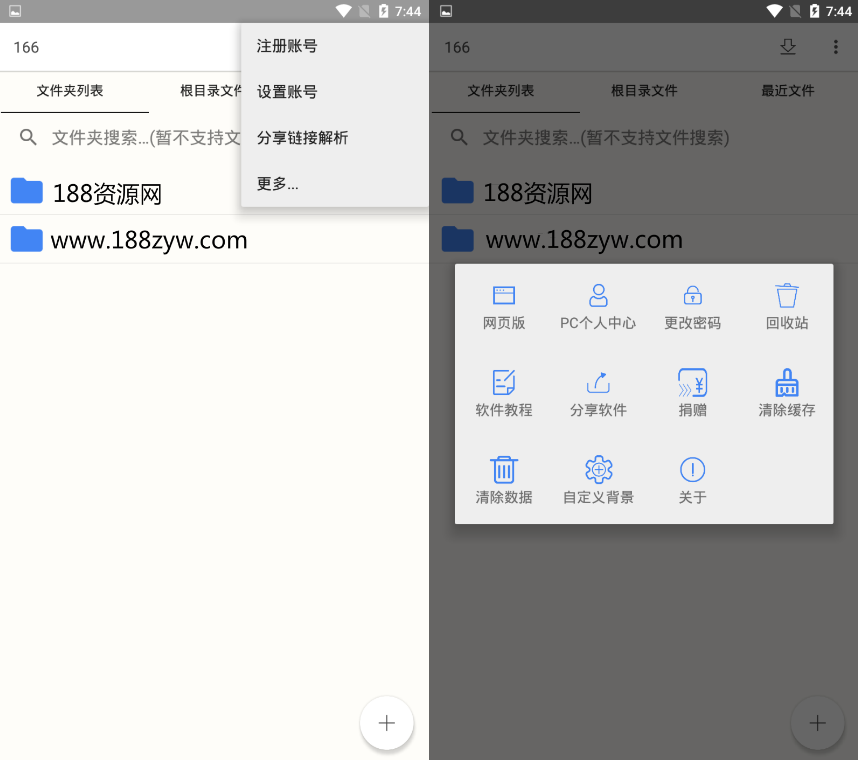 7:44
166
注册账号
设置账号
分享链接解析
更多...
文件夹列表
根目录文件
文件夹搜索...(暂不支持文
188资源网
www.188zyw.com
7:44
166
文件夹列表
根目录文件
最近文件
文件夹搜索...(暂不支持文件搜索)
188资源网
www.188zyw.com
网页版
PC个人中心
更改密码
回收站
软件教程
分享软件
捐赠
清除缓存
清除数据
自定义背景
关于